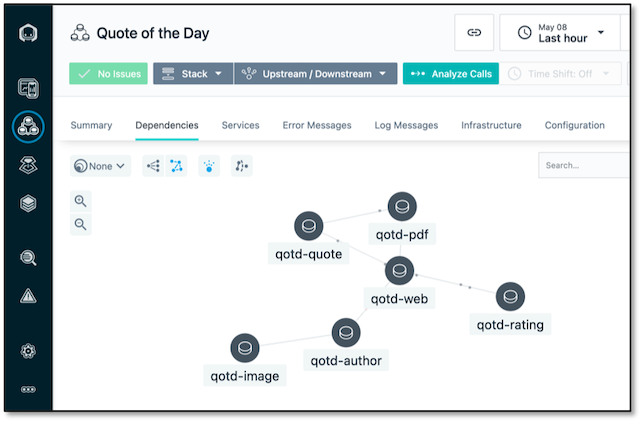 Quote of the Day
May 08
Last hour
No Issues
Stack
Upstream / Downstream
Analyze Calls
Time Shift: Off
Summary
Dependencies
Services
Error Messages
Log Messages
Infrastructure
Configuration
None
Search...
qotd-pdf
qotd-quote
qotd-web
qotd-rating
qotd-author
qotd-image